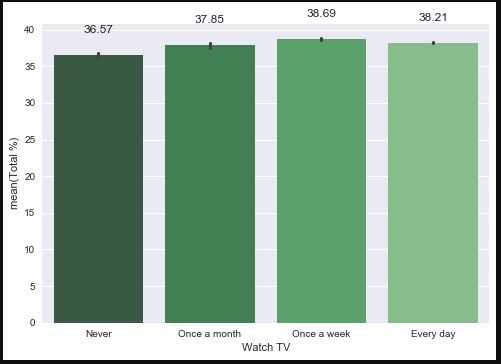 36.57
37.85
38.69
38.21
mean(Total %)
40
35
30
25
20
15
10
5
0
Never
Once a month
Once a week
Every day
Watch TV